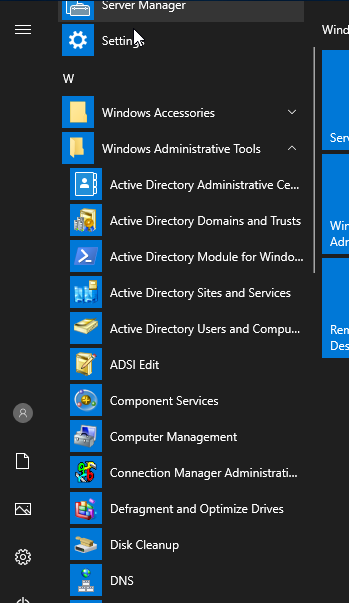 Server Manager
Settings
W
Windows Accessories
Windows Administrative Tools
Active Directory Administrative Ce...
Active Directory Domains and Trusts
Active Directory Module for Windo...
Active Directory Sites and Services
Active Directory Users and Compu...
ADSI Edit
Component Services
Computer Management
Connection Manager Administrati...
Defragment and Optimize Drives
Disk Cleanup
DNS
Wind
Serv
Win
Adm
Rem
Des